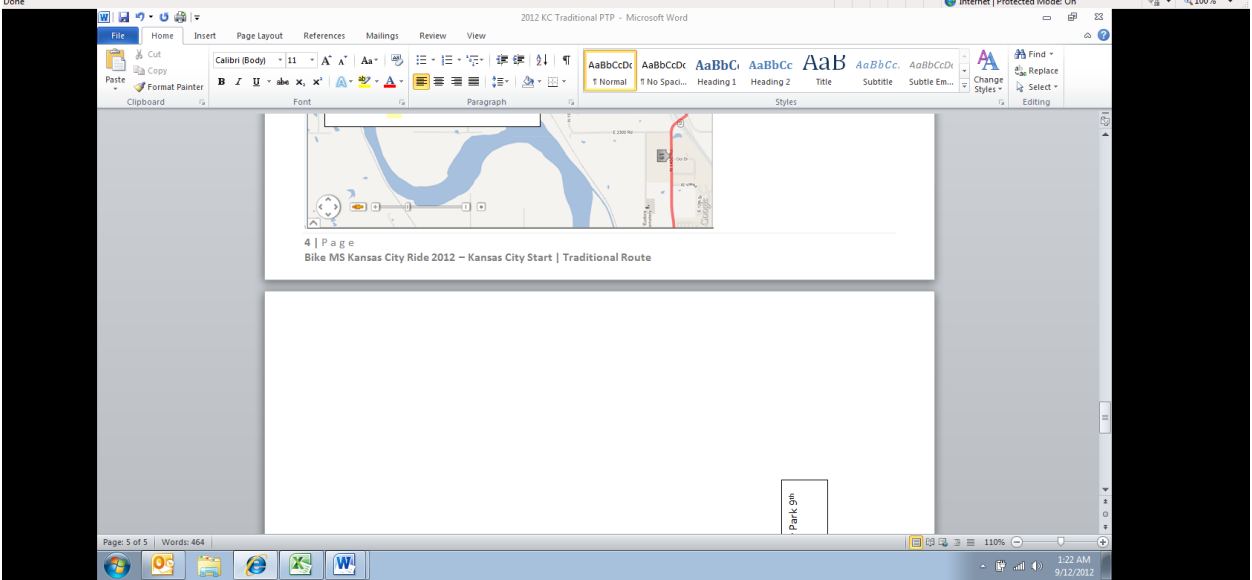 Done
Internet | Protected Mode: On
100%
2012 KC Traditional PTP - Microsoft Word
File Home Insert Page Layout References Mailings Review View
Paste
Cut
Copy
Format Painter
Clipboard
Calibri (Body) 11
Font
Paragraph
AaBbCcDc AaBbCcDc AaBbC AaBbCc AaB AaBbCc. AaBbCcDc
¶ Normal ¶ No Spaci... Heading 1 Heading 2 Title Subtitle Subtle Em...
Styles
Change Styles
Find
Replace
Select
Editing
E 2300 Rd
4 | Page
Bike MS Kansas City Ride 2012 – Kansas City Start | Traditional Route
Park 9th
Page: 5 of 5 Words: 464
110%
1:22 AM
9/12/2012